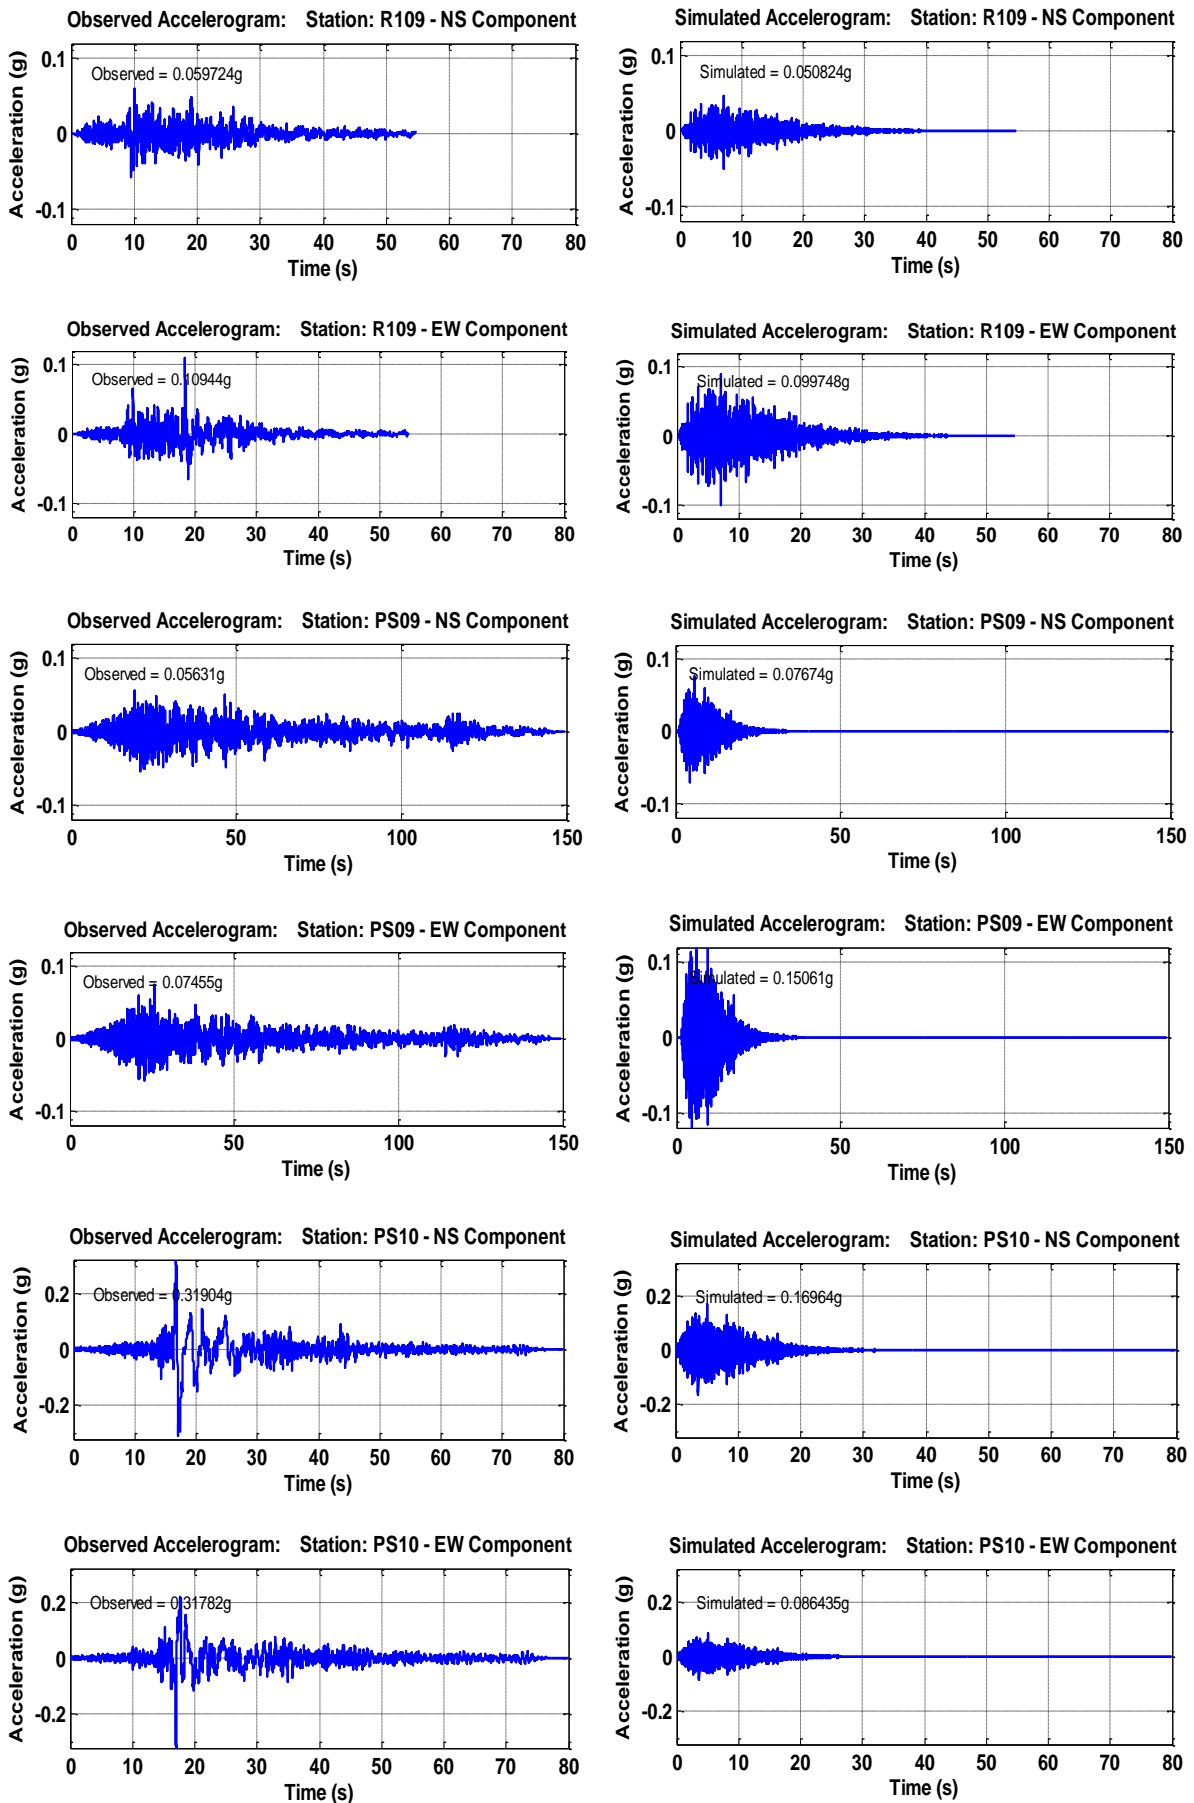 Observed Accelerogram: Station: R109 - NS Component
Acceleration (g)
0.1
0
-0.1
Observed = 0.059724g
0 10 20 30 40 50 60 70 80
Time (s)
Simulated Accelerogram: Station: R109 - NS Component
Acceleration (g)
0.1
0
-0.1
Simulated = 0.050824g
0 10 20 30 40 50 60 70 80
Time (s)
Observed Accelerogram: Station: R109 - EW Component
Acceleration (g)
0.1
0
-0.1
Observed = 0.10944g
0 10 20 30 40 50 60 70 80
Time (s)
Simulated Accelerogram: Station: R109 - EW Component
Acceleration (g)
0.1
0
-0.1
Simulated = 0.099748g
0 10 20 30 40 50 60 70 80
Time (s)
Observed Accelerogram: Station: PS09 - NS Component
Acceleration (g)
0.1
0
-0.1
Observed = 0.05631g
0 50 100 150
Time (s)
Simulated Accelerogram: Station: PS09 - NS Component
Acceleration (g)
0.1
0
-0.1
Simulated = 0.07674g
0 50 100 150
Time (s)
Observed Accelerogram: Station: PS09 - EW Component
Acceleration (g)
0.1
0
-0.1
Observed = 0.07455g
0 50 100 150
Time (s)
Simulated Accelerogram: Station: PS09 - EW Component
Acceleration (g)
0.1
0
-0.1
Simulated = 0.15061g
0 50 100 150
Time (s)
Observed Accelerogram: Station: PS10 - NS Component
Acceleration (g)
0.2
0
-0.2
Observed = 0.31904g
0 10 20 30 40 50 60 70 80
Time (s)
Simulated Accelerogram: Station: PS10 - NS Component
Acceleration (g)
0.2
0
-0.2
Simulated = 0.16964g
0 10 20 30 40 50 60 70 80
Time (s)
Observed Accelerogram: Station: PS10 - EW Component
Acceleration (g)
0.2
0
-0.2
Observed = 0.31782g
0 10 20 30 40 50 60 70 80
Time (s)
Simulated Accelerogram: Station: PS10 - EW Component
Acceleration (g)
0.2
0
-0.2
Simulated = 0.086435g
0 10 20 30 40 50 60 70 80
Time (s)